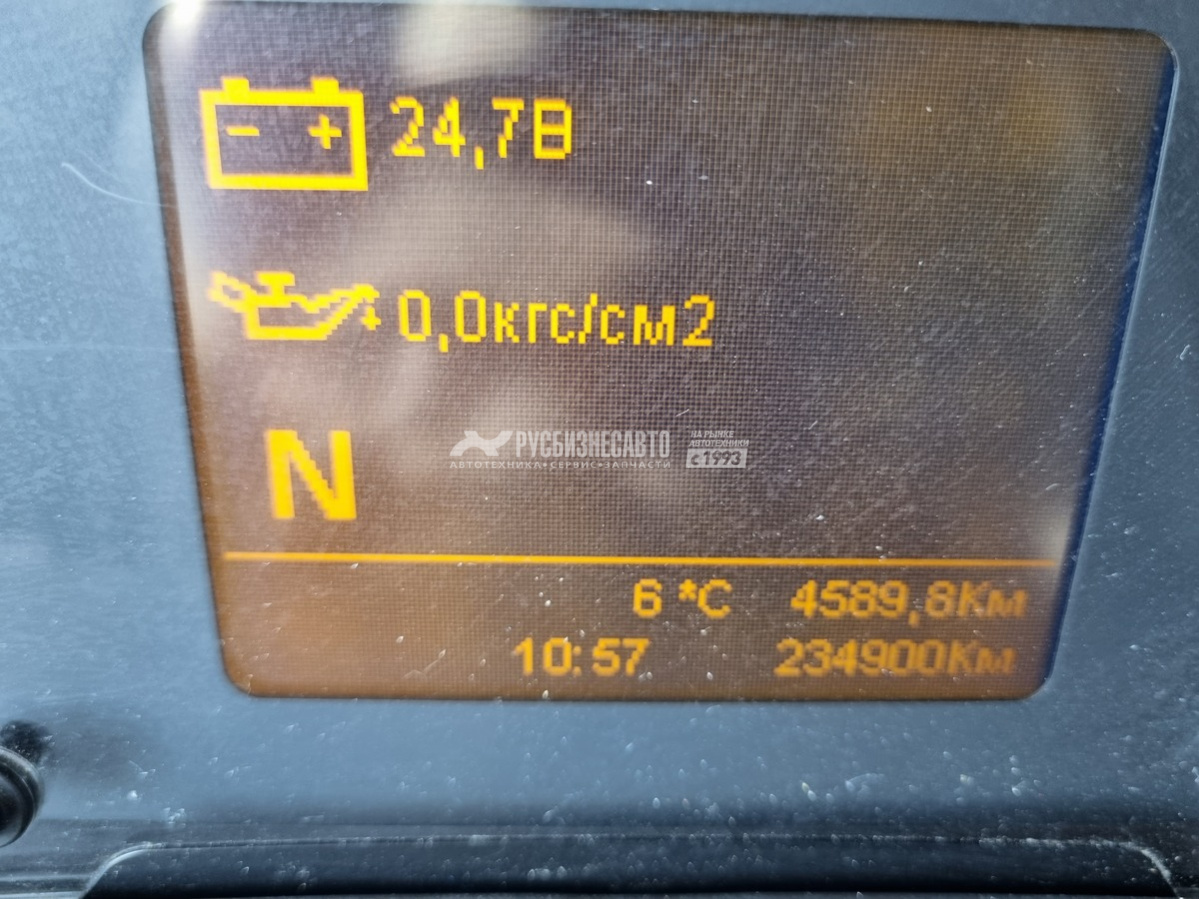 - + 24,7В
0,0кгс/см2
N
РУСБИЗНЕСАВТО
АВТОТЕХНИКА•СЕРВИС•ЗАПЧАСТИ
НА РЫНКЕ
АВТОТЕХНИКИ
с 1993
6 *C 4589,8Км
10:57 234900Км